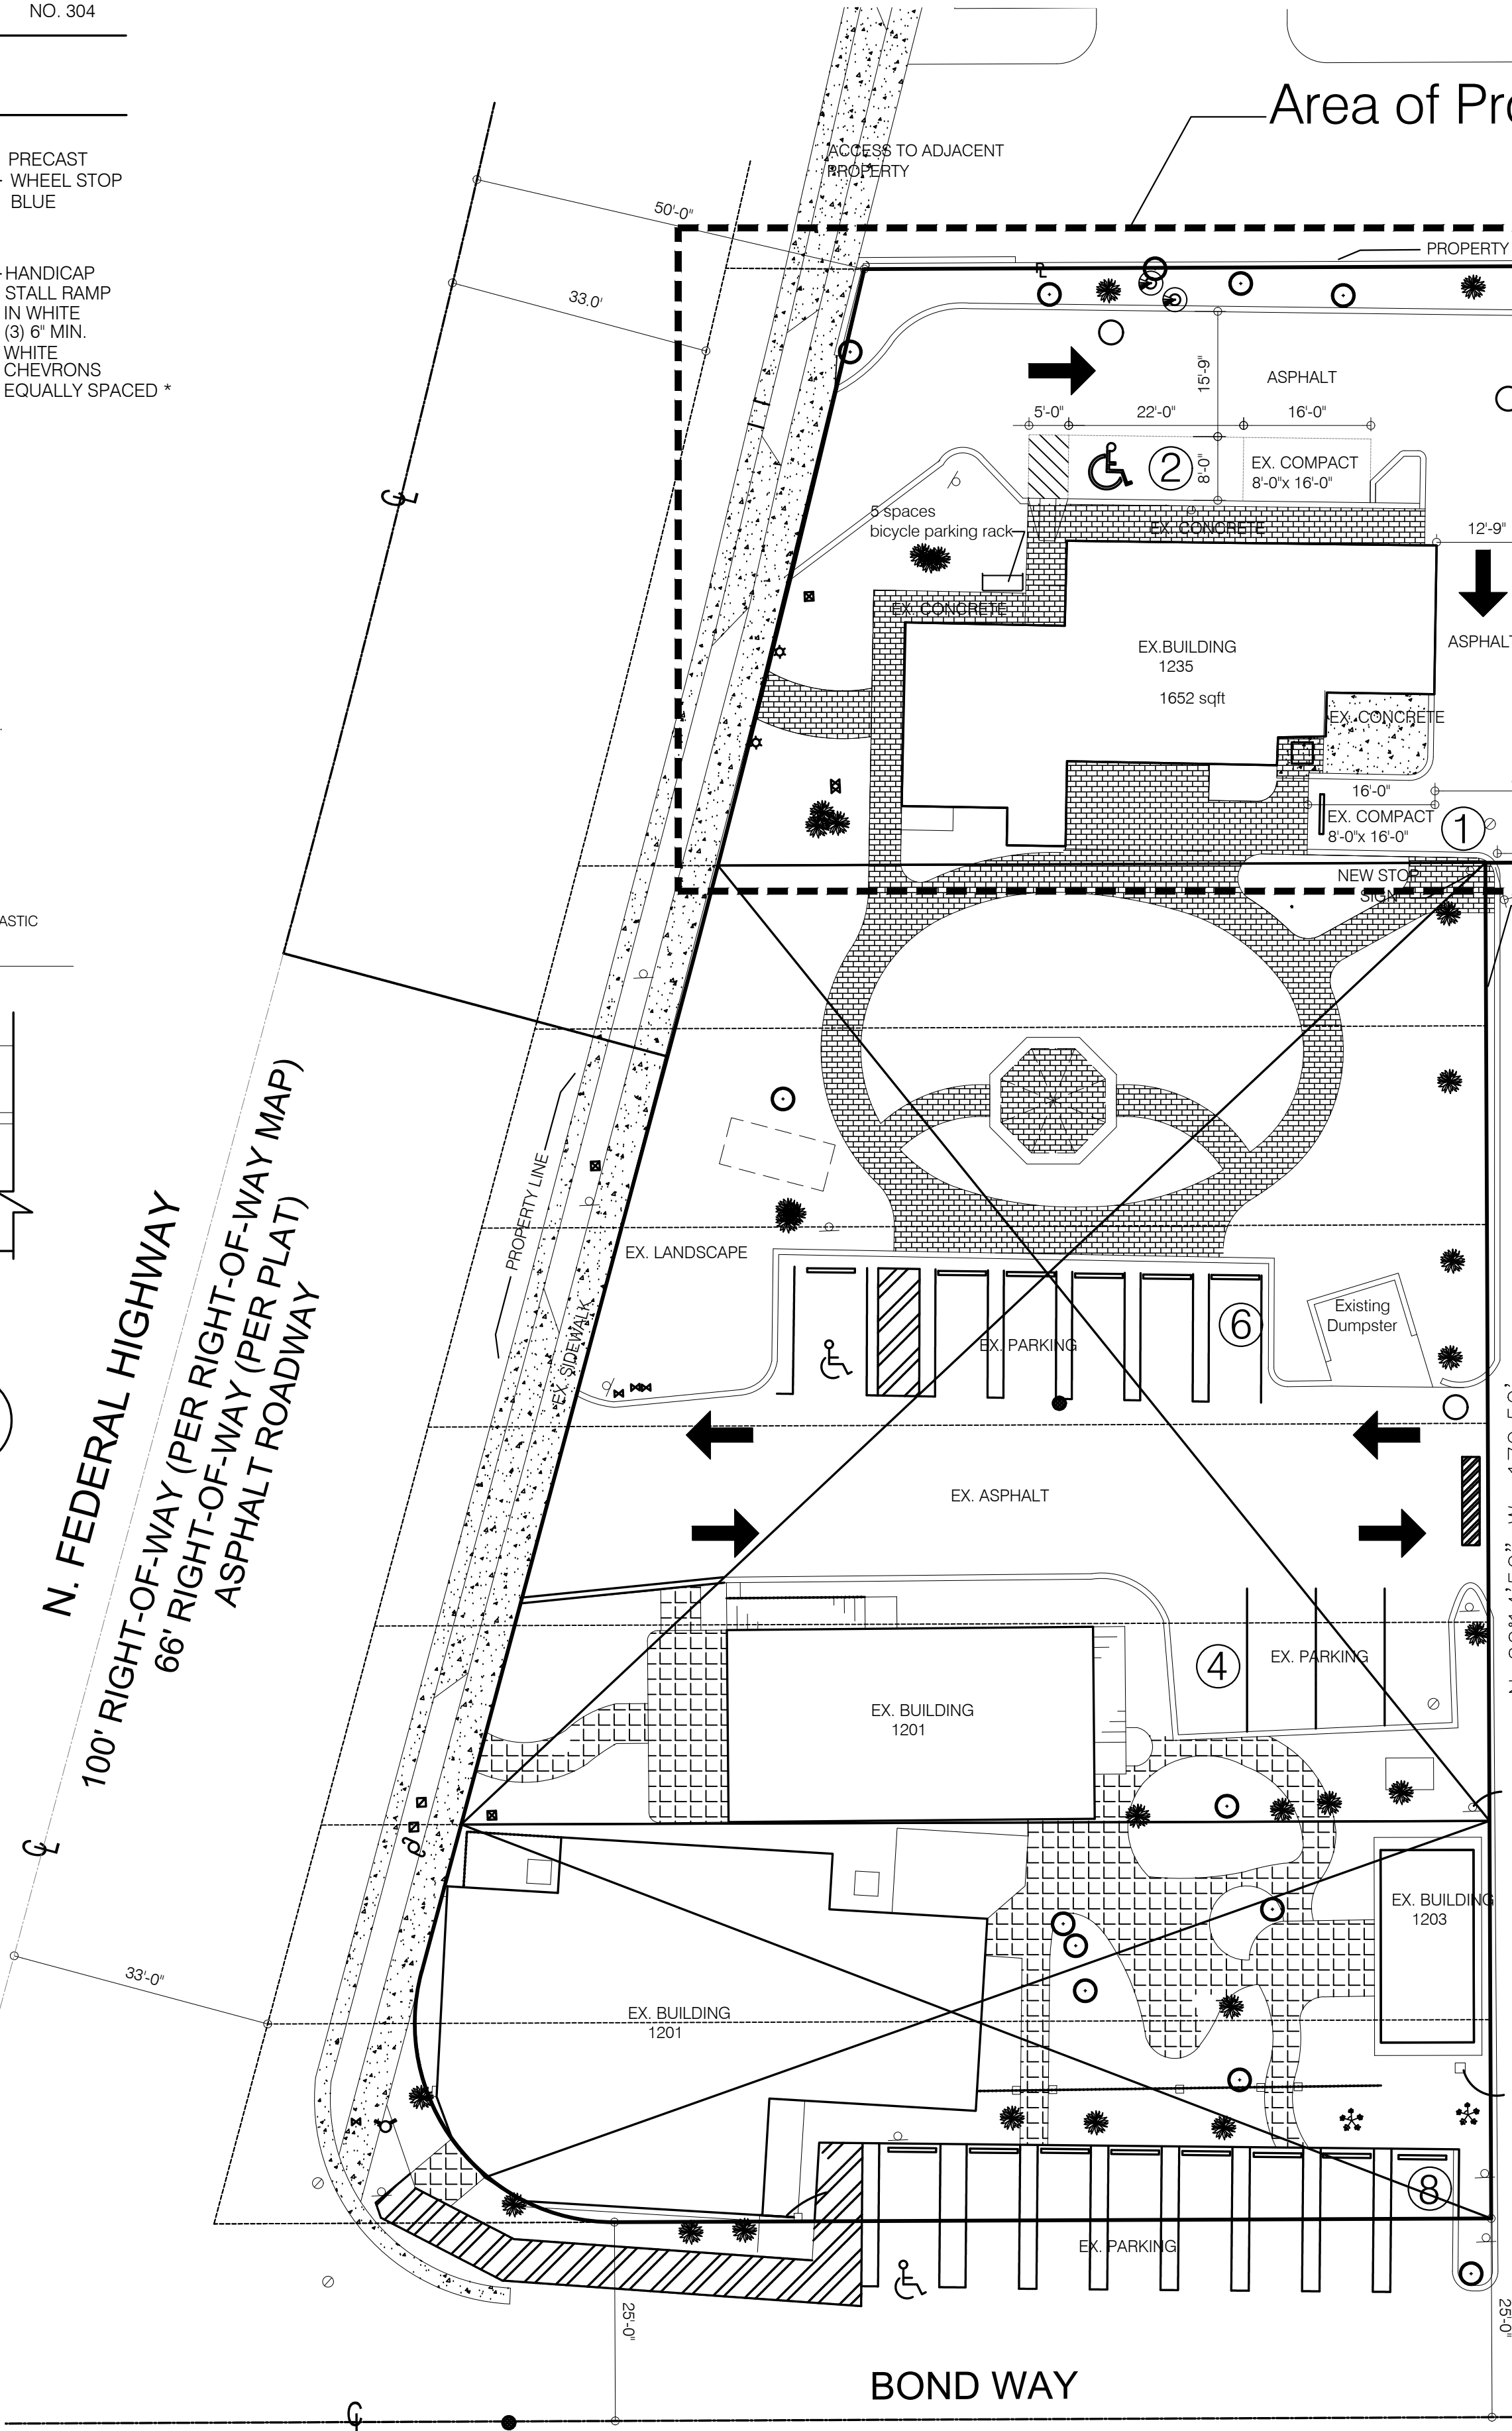 NO. 304
PRECAST
WHEEL STOP
BLUE
HANDICAP
STALL RAMP
IN WHITE
(3) 6" MIN.
WHITE
CHEVRONS
EQUALLY SPACED *
ASTIC
Area of Pro
ACCESS TO ADJACENT
PROPERTY
PROPERTY
50'-0"
33.0'
15'-9"
ASPHALT
5'-0"
22'-0"
16'-0"
2
8'-0"
EX. COMPACT
8'-0"x 16'-0"
5 spaces
bicycle parking rack
EX. CONCRETE
12'-9"
EX. CONCRETE
EX.BUILDING
1235
1652 sqft
ASPHALT
EX. CONCRETE
16'-0"
EX. COMPACT
8'-0"x 16'-0"
1
NEW STOP
SIGN
N. FEDERAL HIGHWAY
100' RIGHT-OF-WAY (PER RIGHT-OF-WAY MAP)
66' RIGHT-OF-WAY (PER PLAT)
ASPHALT ROADWAY
PROPERTY LINE
EX. SIDEWALK
EX. LANDSCAPE
EX. PARKING
6
Existing
Dumpster
EX. ASPHALT
4
EX. PARKING
EX. BUILDING
1201
EX. BUILDING
1203
33'-0"
EX. BUILDING
1201
8
EX. PARKING
25'-0"
25'-0"
BOND WAY